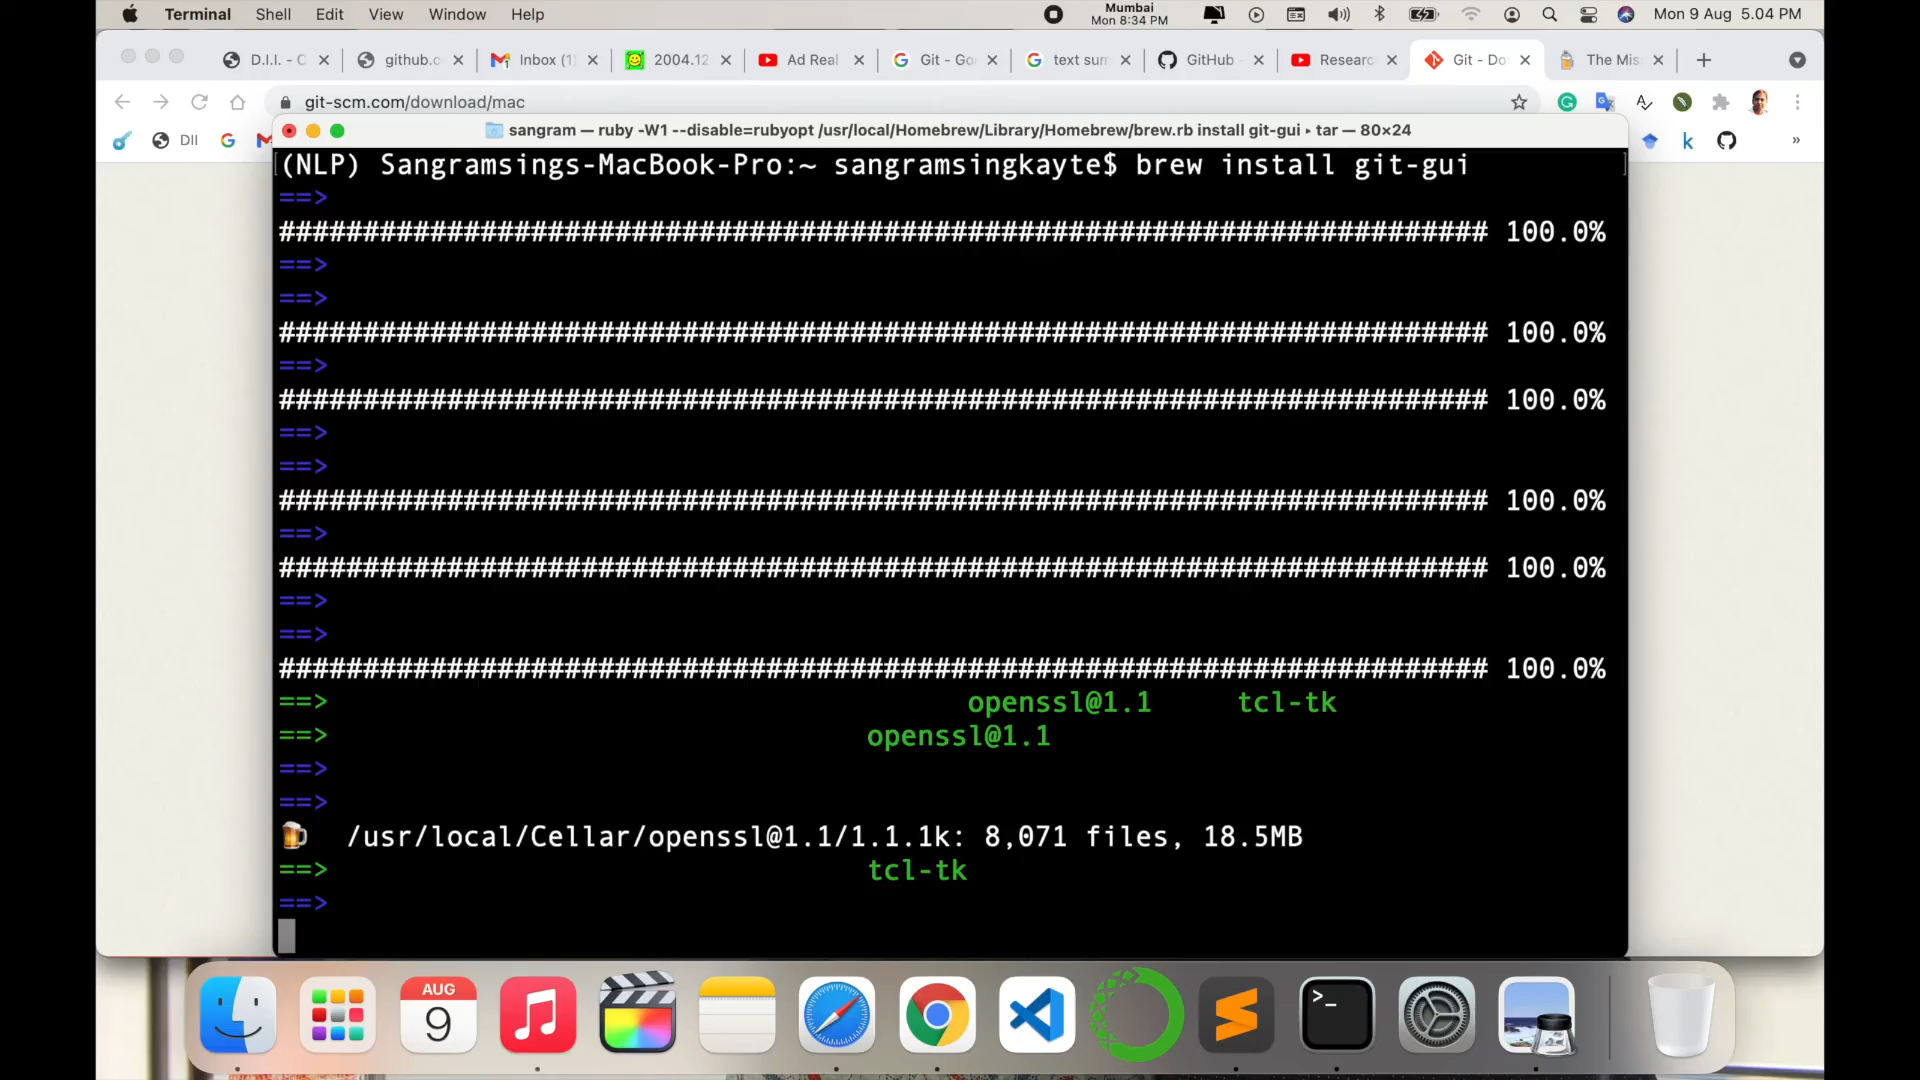 Terminal Shell Edit View Window Help
Mumbai
Mon 8:34 PM
Mon 9 Aug 5.04 PM
D.I.I. - C
github.c
Inbox (1)
2004.12
Ad Real
Git - Go
text sum
GitHub -
Researc
Git - Do
The Mis
git-scm.com/download/mac
DII
sangram — ruby -W1 --disable=rubyopt /usr/local/Homebrew/Library/Homebrew/brew.rb install git-gui ▸ tar — 80×24
(NLP) Sangramsings-MacBook-Pro:~ sangramsingkayte$ brew install git-gui
==>
######################################################################## 100.0%
==>
==>
######################################################################## 100.0%
==>
######################################################################## 100.0%
==>
==>
######################################################################## 100.0%
==>
######################################################################## 100.0%
==>
==>
######################################################################## 100.0%
==> openssl@1.1 tcl-tk
==> openssl@1.1
==>
==>
/usr/local/Cellar/openssl@1.1/1.1.1k: 8,071 files, 18.5MB
==> tcl-tk
==>
AUG
9
>_